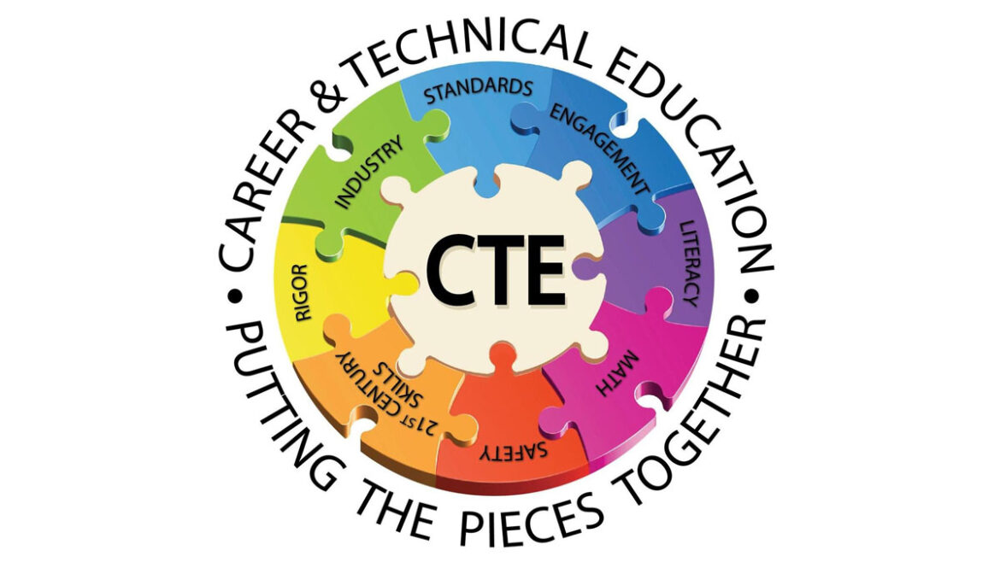 • CAREER & TECHNICAL EDUCATION •
PUTTING THE PIECES TOGETHER
STANDARDS
ENGAGEMENT
LITERACY
MATH
SAFETY
21ST CENTURY
SKILLS
RIGOR
INDUSTRY
CTE